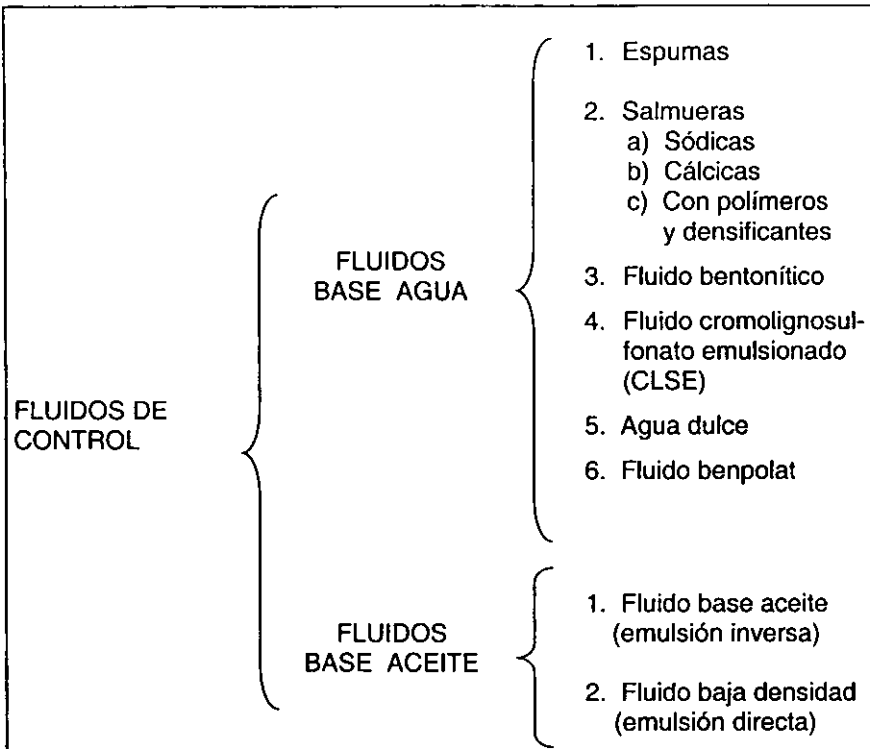 FLUIDOS DE
CONTROL
FLUIDOS
BASE AGUA
1. Espumas
2. Salmueras
a) Sódicas
b) Cálcicas
c) Con polímeros
y densificantes
3. Fluido bentonítico
4. Fluido cromolignosul-
fonato emulsionado
(CLSE)
5. Agua dulce
6. Fluido benpolat
FLUIDOS
BASE ACEITE
1. Fluido base aceite
(emulsión inversa)
2. Fluido baja densidad
(emulsión directa)